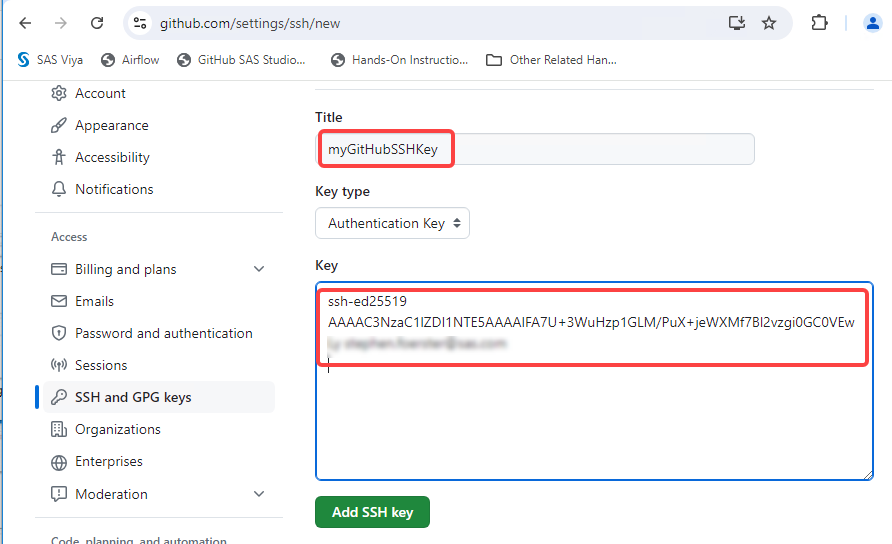 github.com/settings/ssh/new
SAS Viya Airflow GitHub SAS Studio... Hands-On Instructio... Other Related Han...
Account
Appearance
Accessibility
Notifications
Access
Billing and plans
Emails
Password and authentication
Sessions
SSH and GPG keys
Organizations
Enterprises
Moderation
Code, planning, and automation
Title
myGitHubSSHKey
Key type
Authentication Key
Key
ssh-ed25519
AAAAC3NzaC1lZDI1NTE5AAAAIFA7U+3WuHzp1GLM/PuX+jeWXMf7Bl2vzgi0GC0VEw
Add SSH key